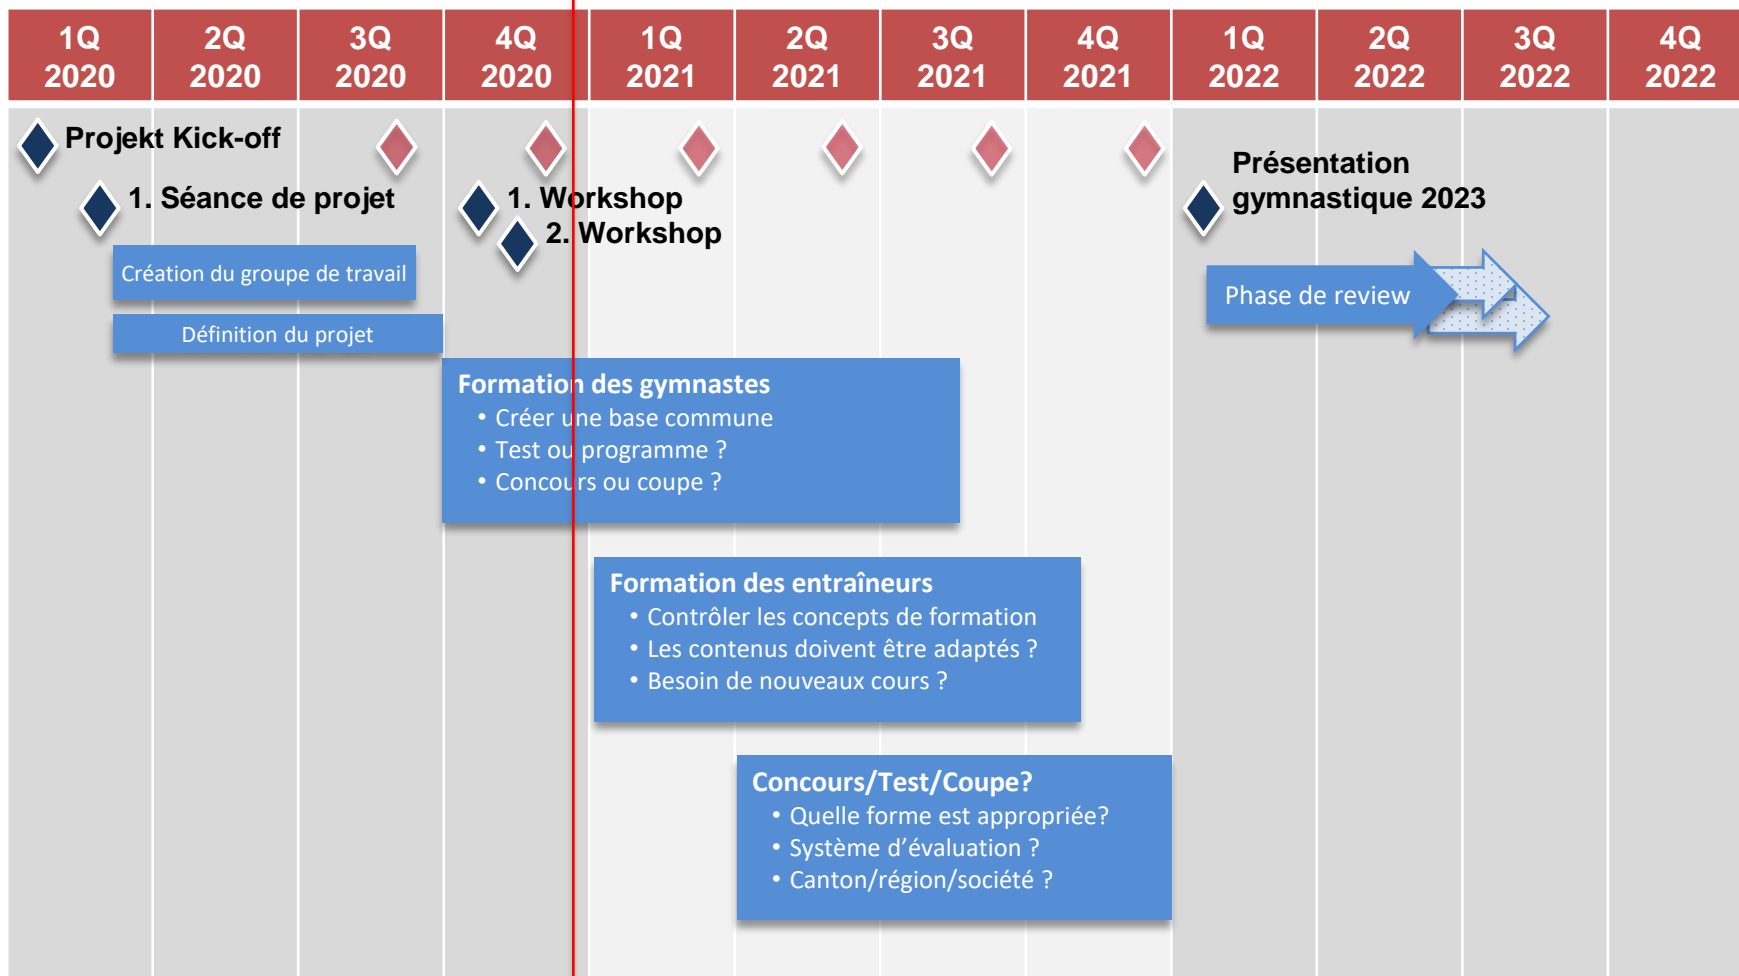 1Q 2Q 3Q 4Q 1Q 2Q 3Q 4Q 1Q 2Q 3Q 4Q
2020 2020 2020 2020 2021 2021 2021 2021 2022 2022 2022 2022
Projekt Kick-off
1. Séance de projet
1. Workshop
2. Workshop
Présentation
gymnastique 2023
Création du groupe de travail
Définition du projet
Phase de review
Formation des gymnastes
• Créer une base commune
• Test ou programme ?
• Concours ou coupe ?
Formation des entraîneurs
• Contrôler les concepts de formation
• Les contenus doivent être adaptés ?
• Besoin de nouveaux cours ?
Concours/Test/Coupe?
• Quelle forme est appropriée?
• Système d’évaluation ?
• Canton/région/société ?